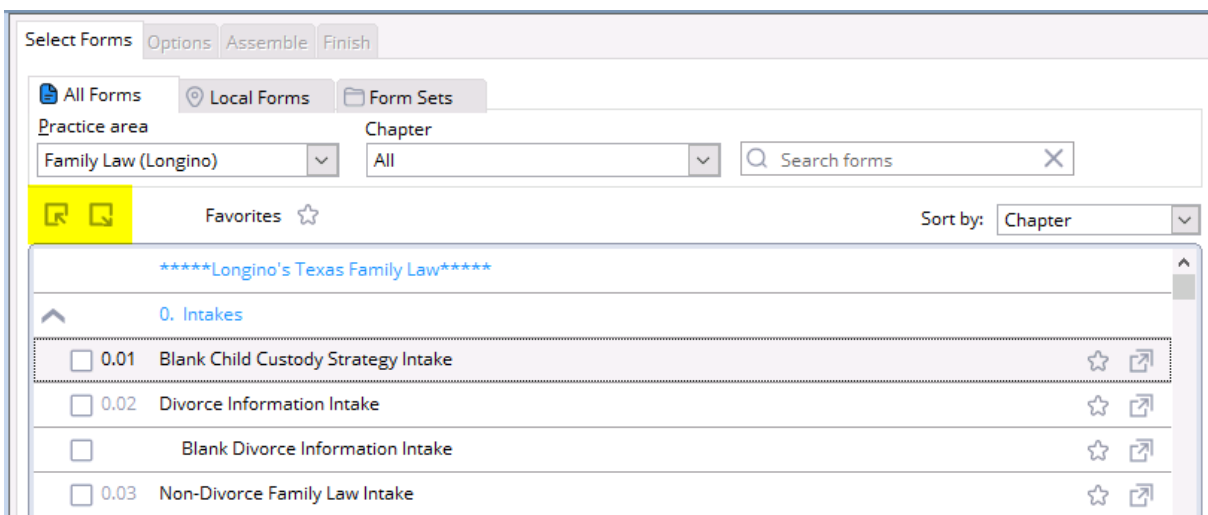 Select Forms Options Assemble Finish
All Forms Local Forms Form Sets
Practice area Chapter
Family Law (Longino) All Search forms
Favorites Sort by: Chapter
*****Longino's Texas Family Law*****
0. Intakes
0.01 Blank Child Custody Strategy Intake
0.02 Divorce Information Intake
Blank Divorce Information Intake
0.03 Non-Divorce Family Law Intake